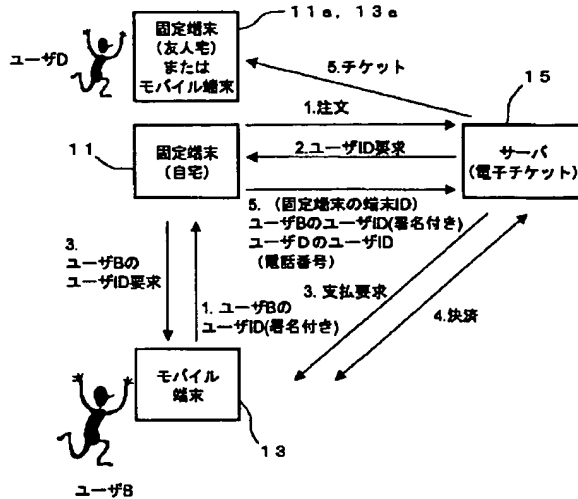 11a, 13a
固定端末
(友人宅)
または
モバイル端末
ユーザD
5.チケット
15
1.注文
11
固定端末
(自宅)
2.ユーザID要求
サーバ
(電子チケット)
5. (固定端末の端末ID)
ユーザBのユーザID(署名付き)
ユーザDのユーザID
(電話番号)
3.
ユーザBの
ユーザID要求
1. ユーザBの
ユーザID(署名付き)
3. 支払要求
4.決済
モバイル
端末
13
ユーザB